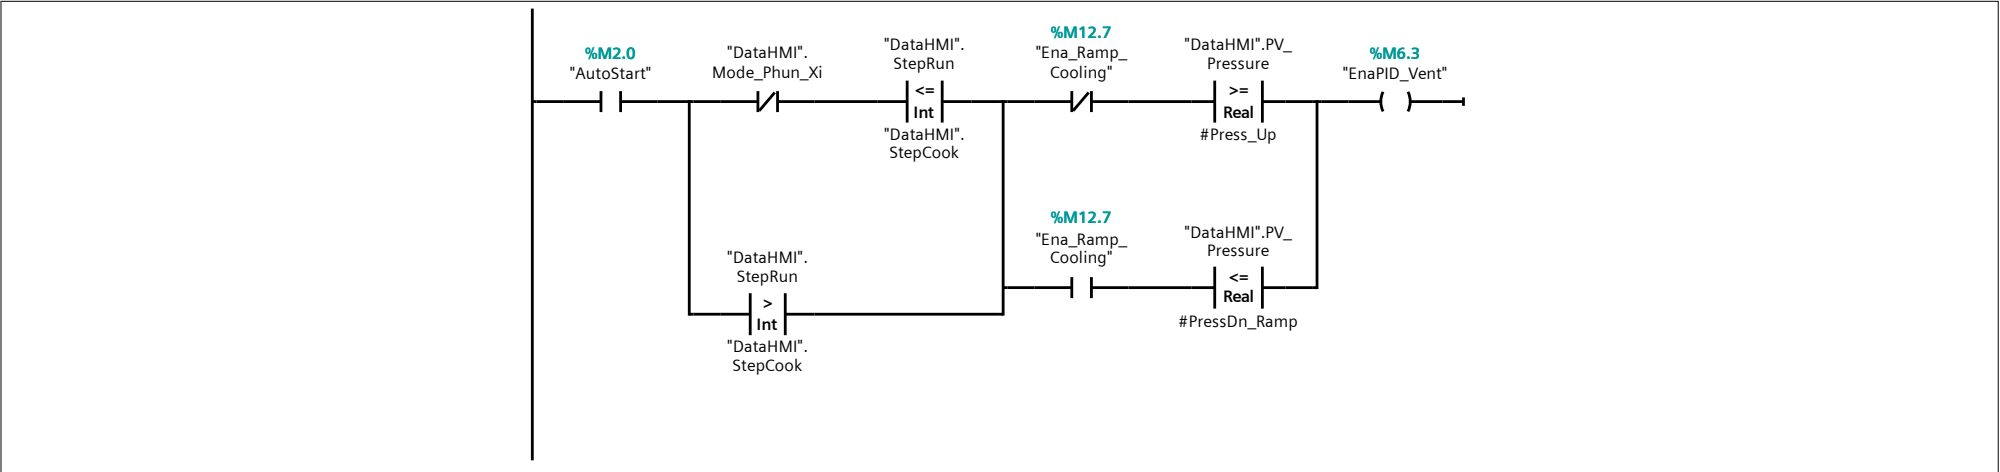 %M2.0
"AutoStart"
"DataHMI".
Mode_Phun_Xi
"DataHMI".
StepRun
<=
Int
"DataHMI".
StepCook
%M12.7
"Ena_Ramp_
Cooling"
"DataHMI".PV_
Pressure
>=
Real
#Press_Up
%M6.3
"EnaPID_Vent"
"DataHMI".
StepRun
>
Int
"DataHMI".
StepCook
%M12.7
"Ena_Ramp_
Cooling"
"DataHMI".PV_
Pressure
<=
Real
#PressDn_Ramp